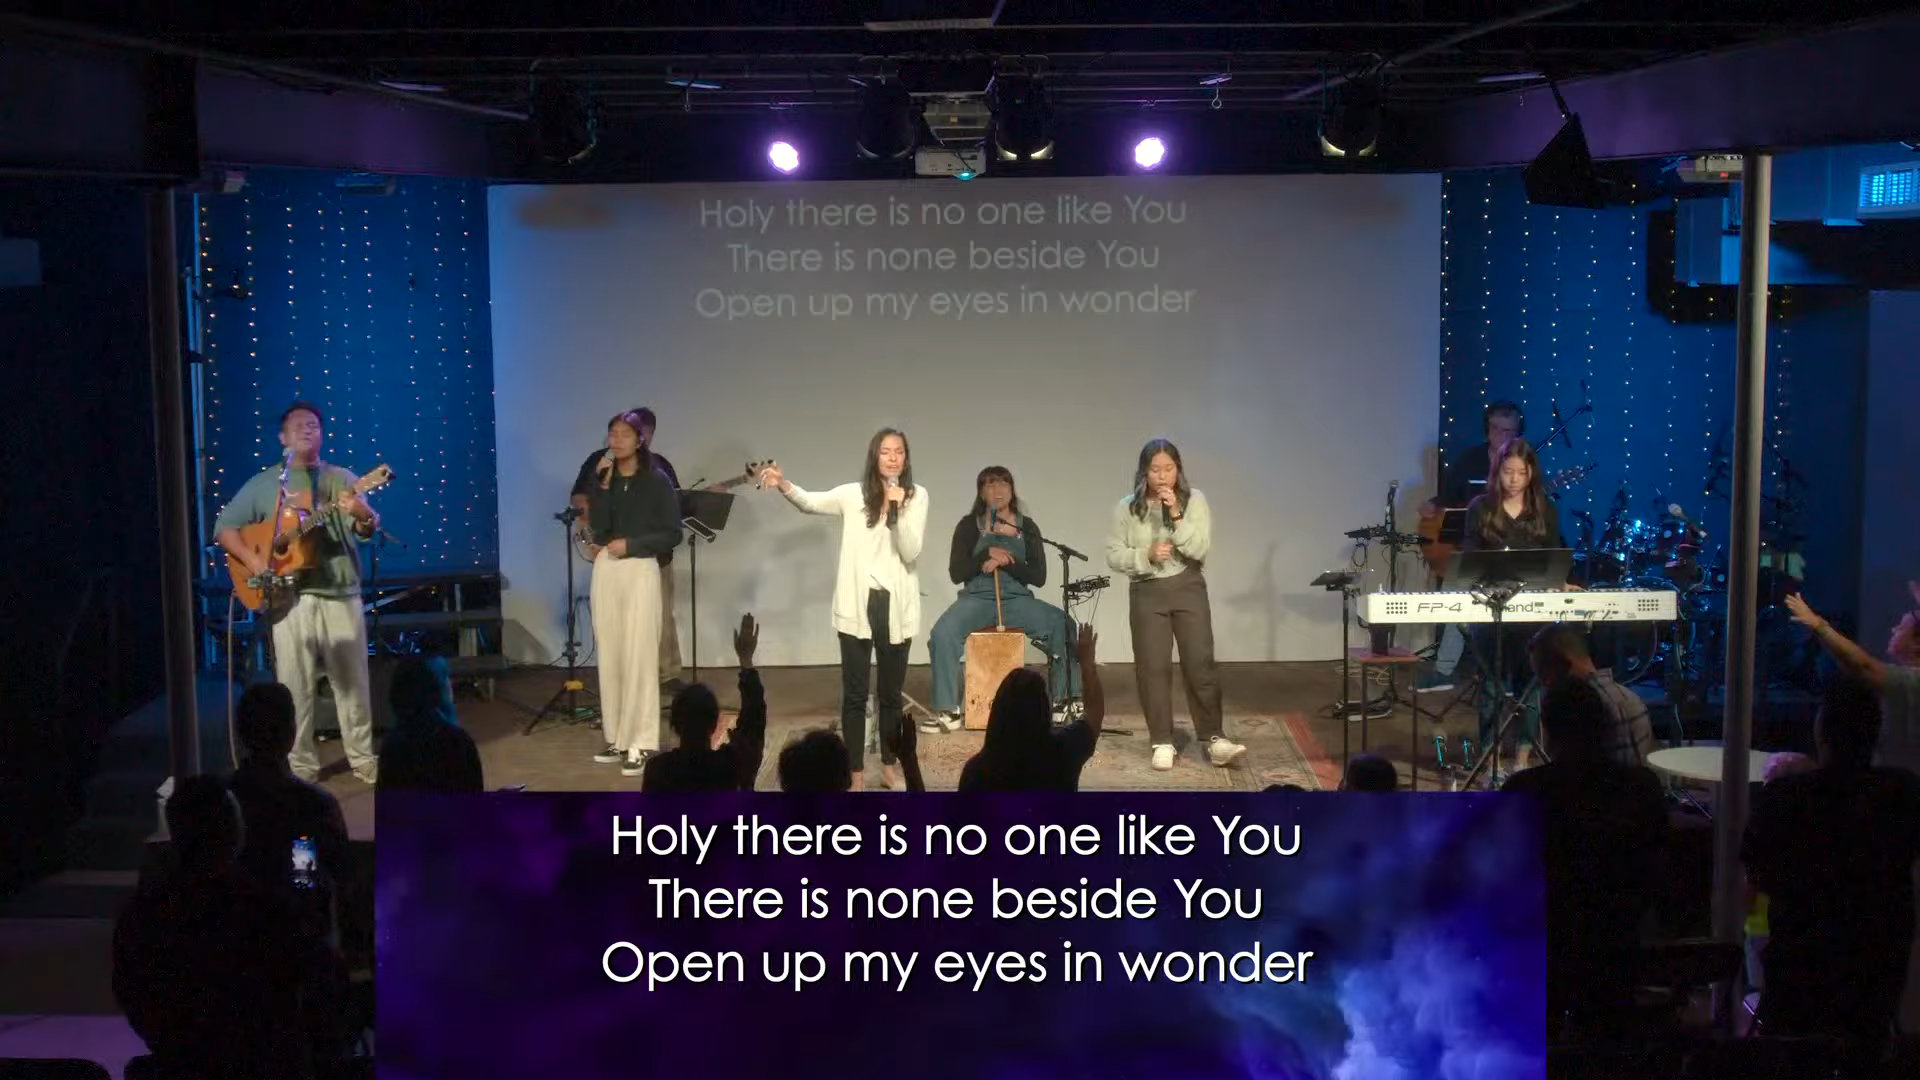 Holy there is no one like You
There is none beside You
Open up my eyes in wonder
FP-4
Roland
Holy there is no one like You
There is none beside You
Open up my eyes in wonder